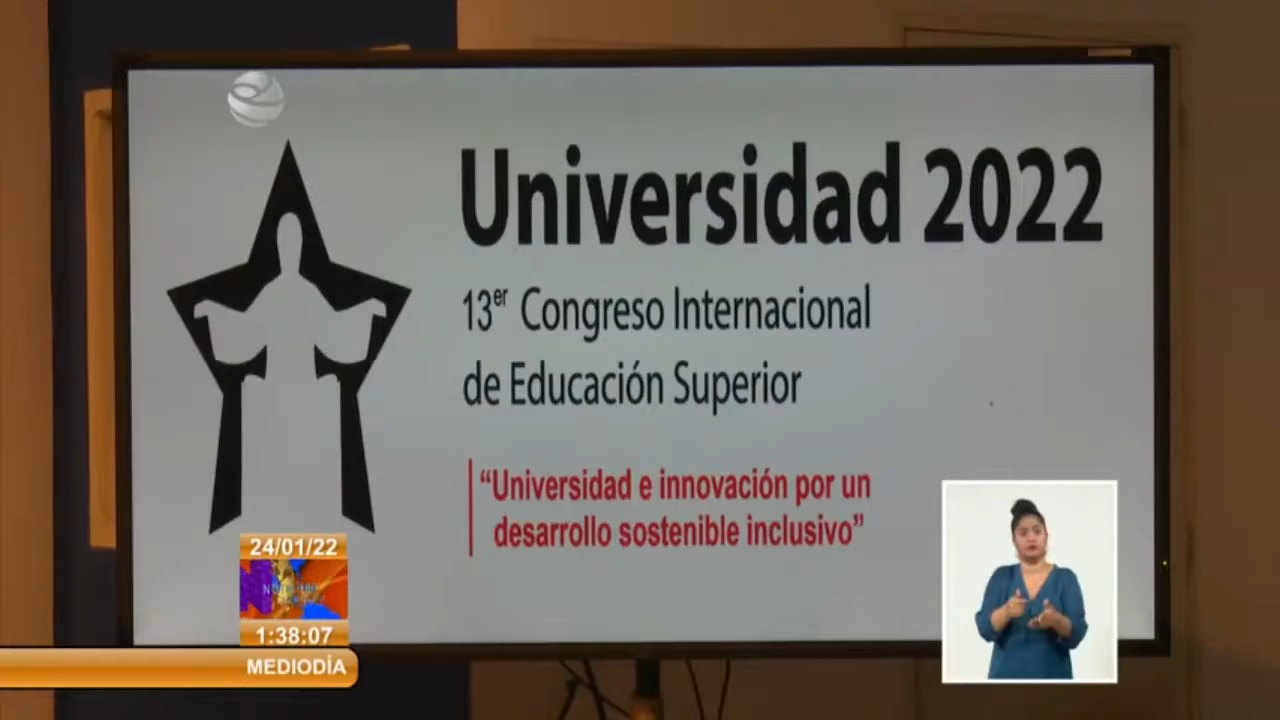 Universidad 2022
13er Congreso Internacional
de Educación Superior
“Universidad e innovación por un
desarrollo sostenible inclusivo”
24/01/22
1:38:07
MEDIODÍA